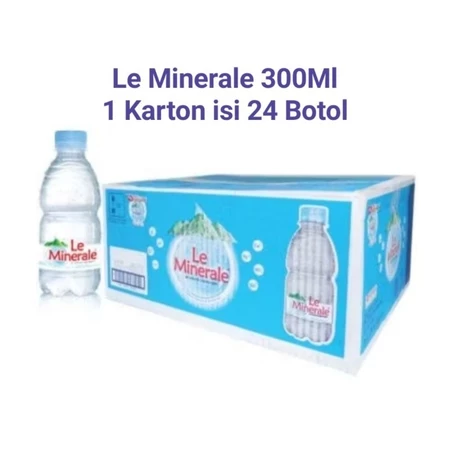 Le Minerale 300Ml
1 Karton isi 24 Botol
Le
Minerale
Le
Minerale
Le
Minerale